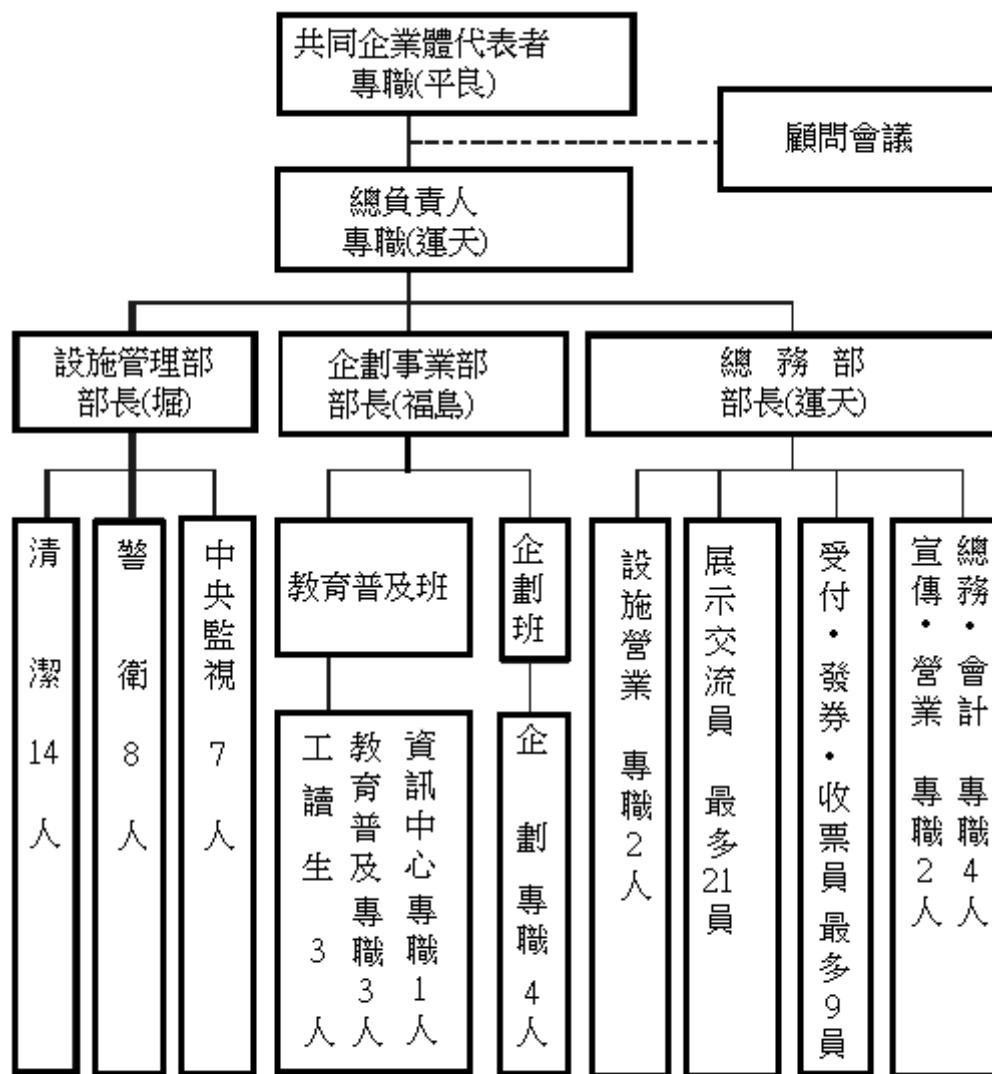 共同企業體代表者
專職(平良)
顧問會議
總負責人
專職(運天)
設施管理部
部長(堀)
企劃事業部
部長(福島)
總務部
部長(運天)
清潔 14 人
警衛 8 人
中央監視 7 人
教育普及班
企劃班
工讀生 3 人
教育普及 專職3人
資訊中心 專職1人
企劃 專職 4人
設施營業 專職2人
展示交流員 最多21員
受付・發券・收票員 最多9員
宣傳・營業 專職2人
總務・會計 專職4人